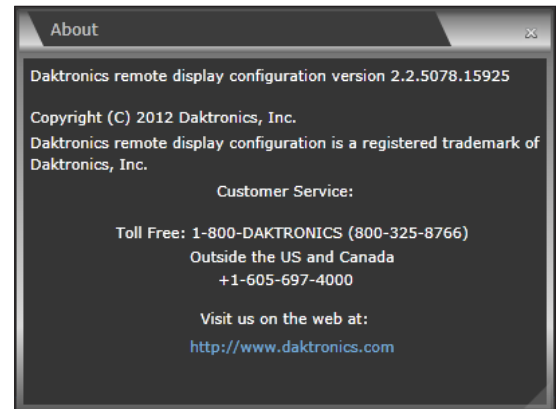 About
Daktronics remote display configuration version 2.2.5078.15925
Copyright (C) 2012 Daktronics, Inc.
Daktronics remote display configuration is a registered trademark of
Daktronics, Inc.
Customer Service:
Toll Free: 1-800-DAKTRONICS (800-325-8766)
Outside the US and Canada
+1-605-697-4000
Visit us on the web at:
http://www.daktronics.com